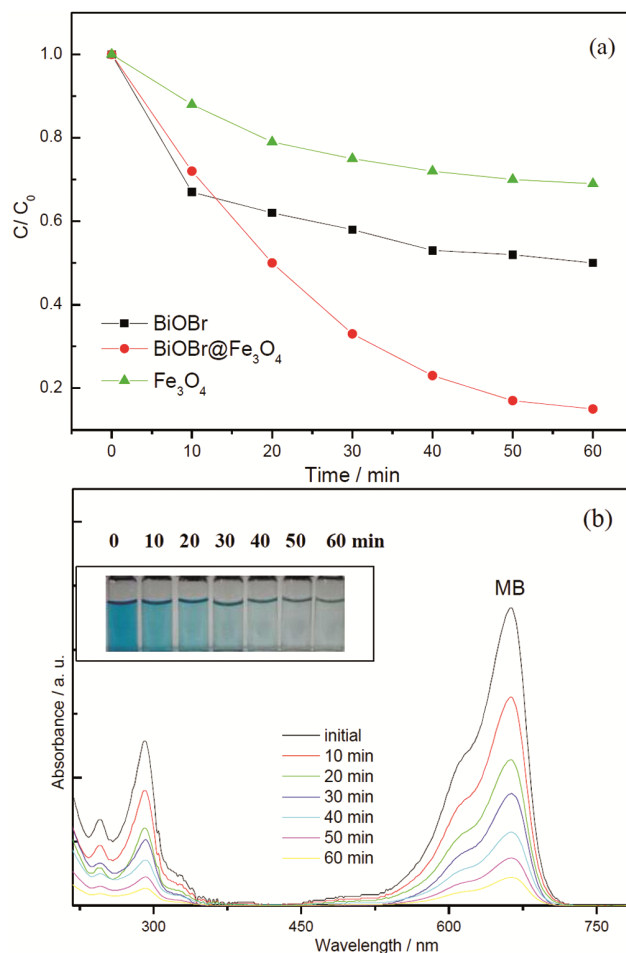 (a)
1.0
0.8
0.6
0.4
0.2
C/ C₀
BiOBr
BiOBr@Fe₃O₄
Fe₃O₄
0 10 20 30 40 50 60
Time / min
(b)
0 10 20 30 40 50 60 min
MB
Absorbance / a. u.
initial
10 min
20 min
30 min
40 min
50 min
60 min
300 450 600 750
Wavelength / nm